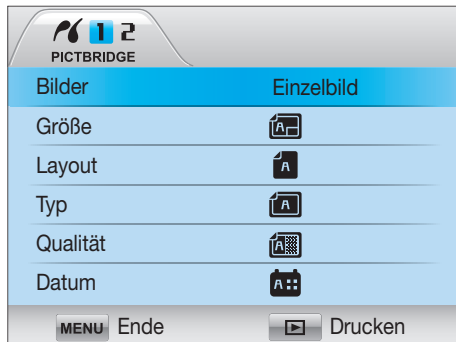 1 2
PICTBRIDGE
Bilder Einzelbild
Größe A
Layout A
Typ A
Qualität A
Datum A
MENU Ende Drucken